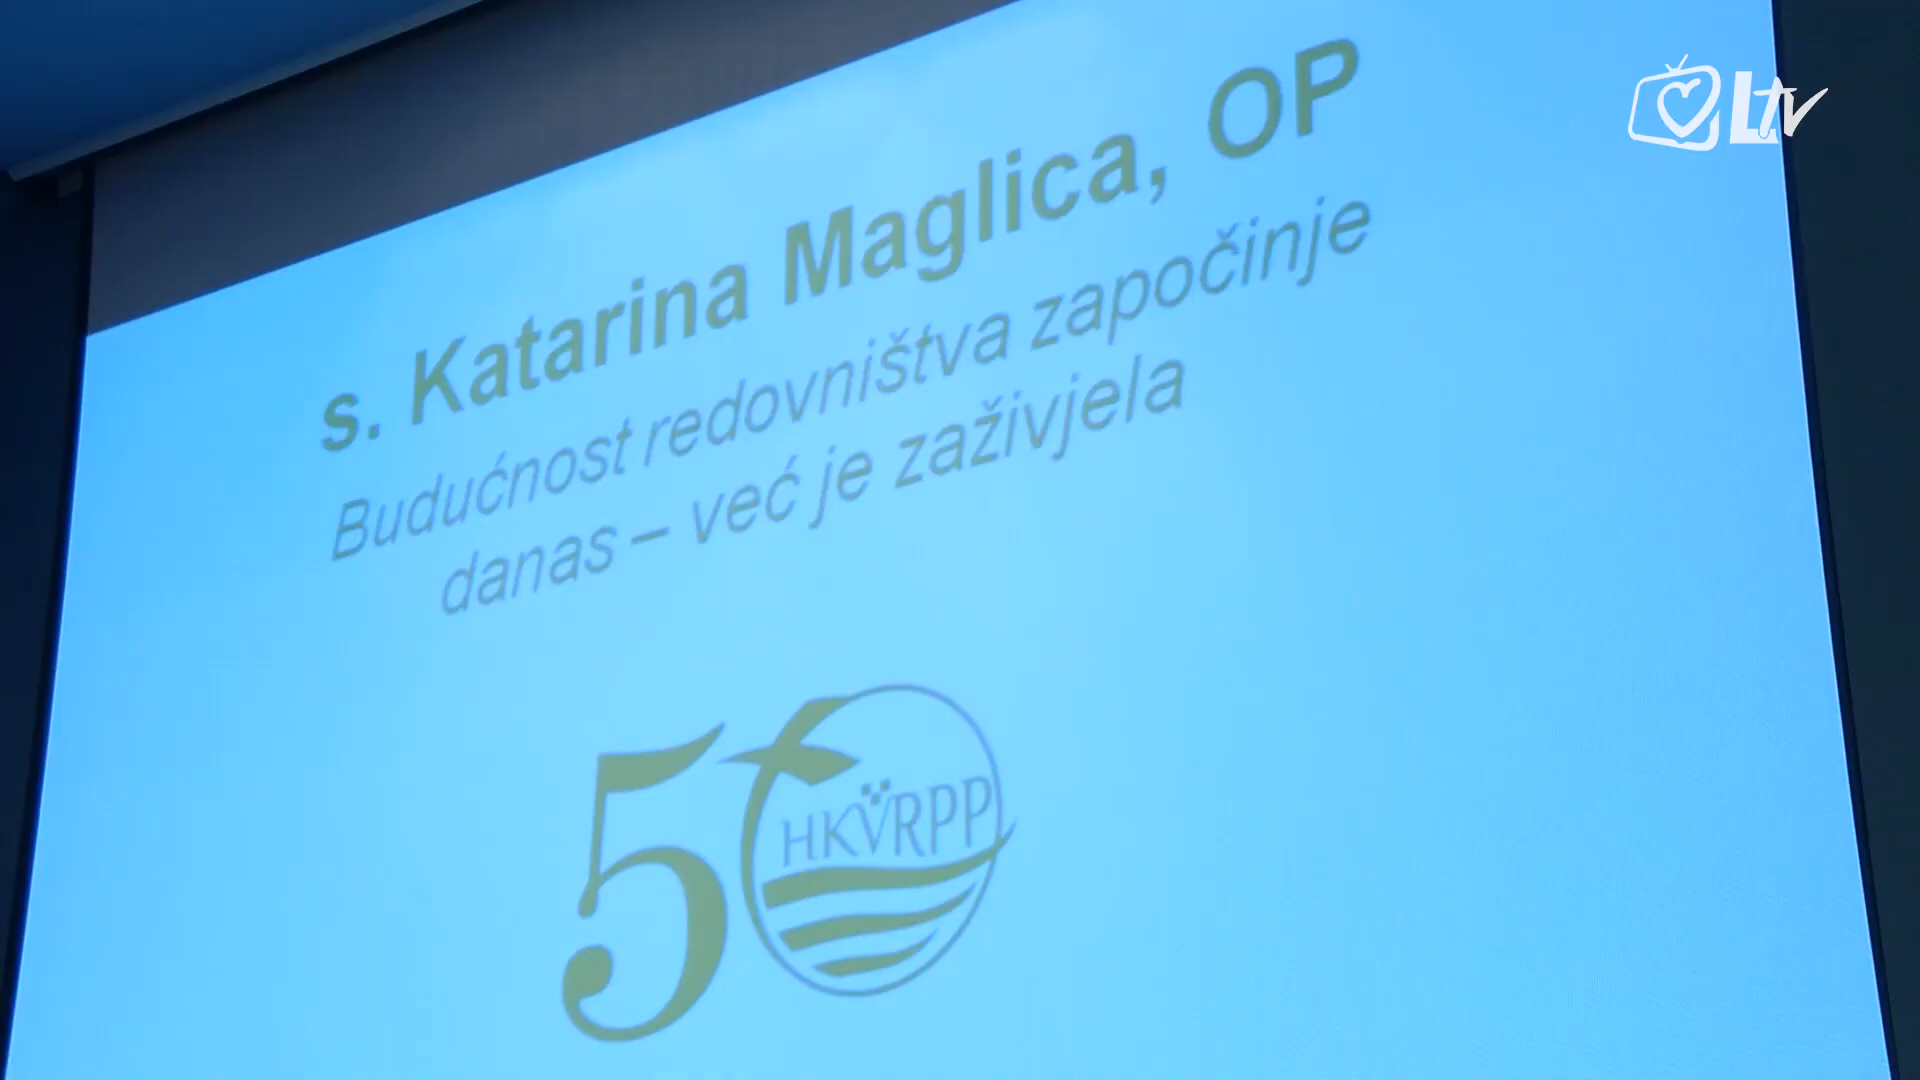 LTV
s. Katarina Maglica, OP
Budućnost redovništva započinje
danas – već je zaživjela
50
HKVRPP